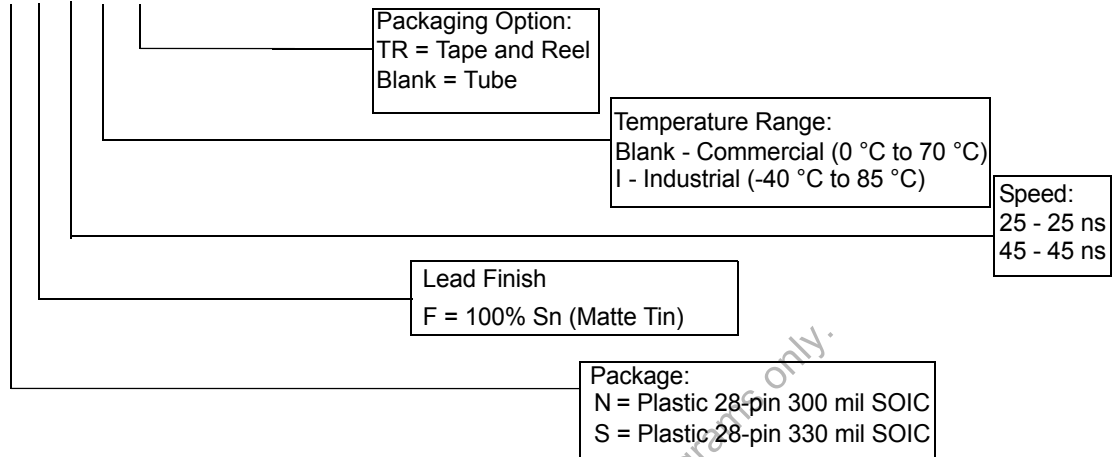 Packaging Option:
TR = Tape and Reel
Blank = Tube
Temperature Range:
Blank - Commercial (0 °C to 70 °C)
I - Industrial (-40 °C to 85 °C)
Speed:
25 - 25 ns
45 - 45 ns
Lead Finish
F = 100% Sn (Matte Tin)
Package:
N = Plastic 28-pin 300 mil SOIC
S = Plastic 28-pin 330 mil SOIC
only.